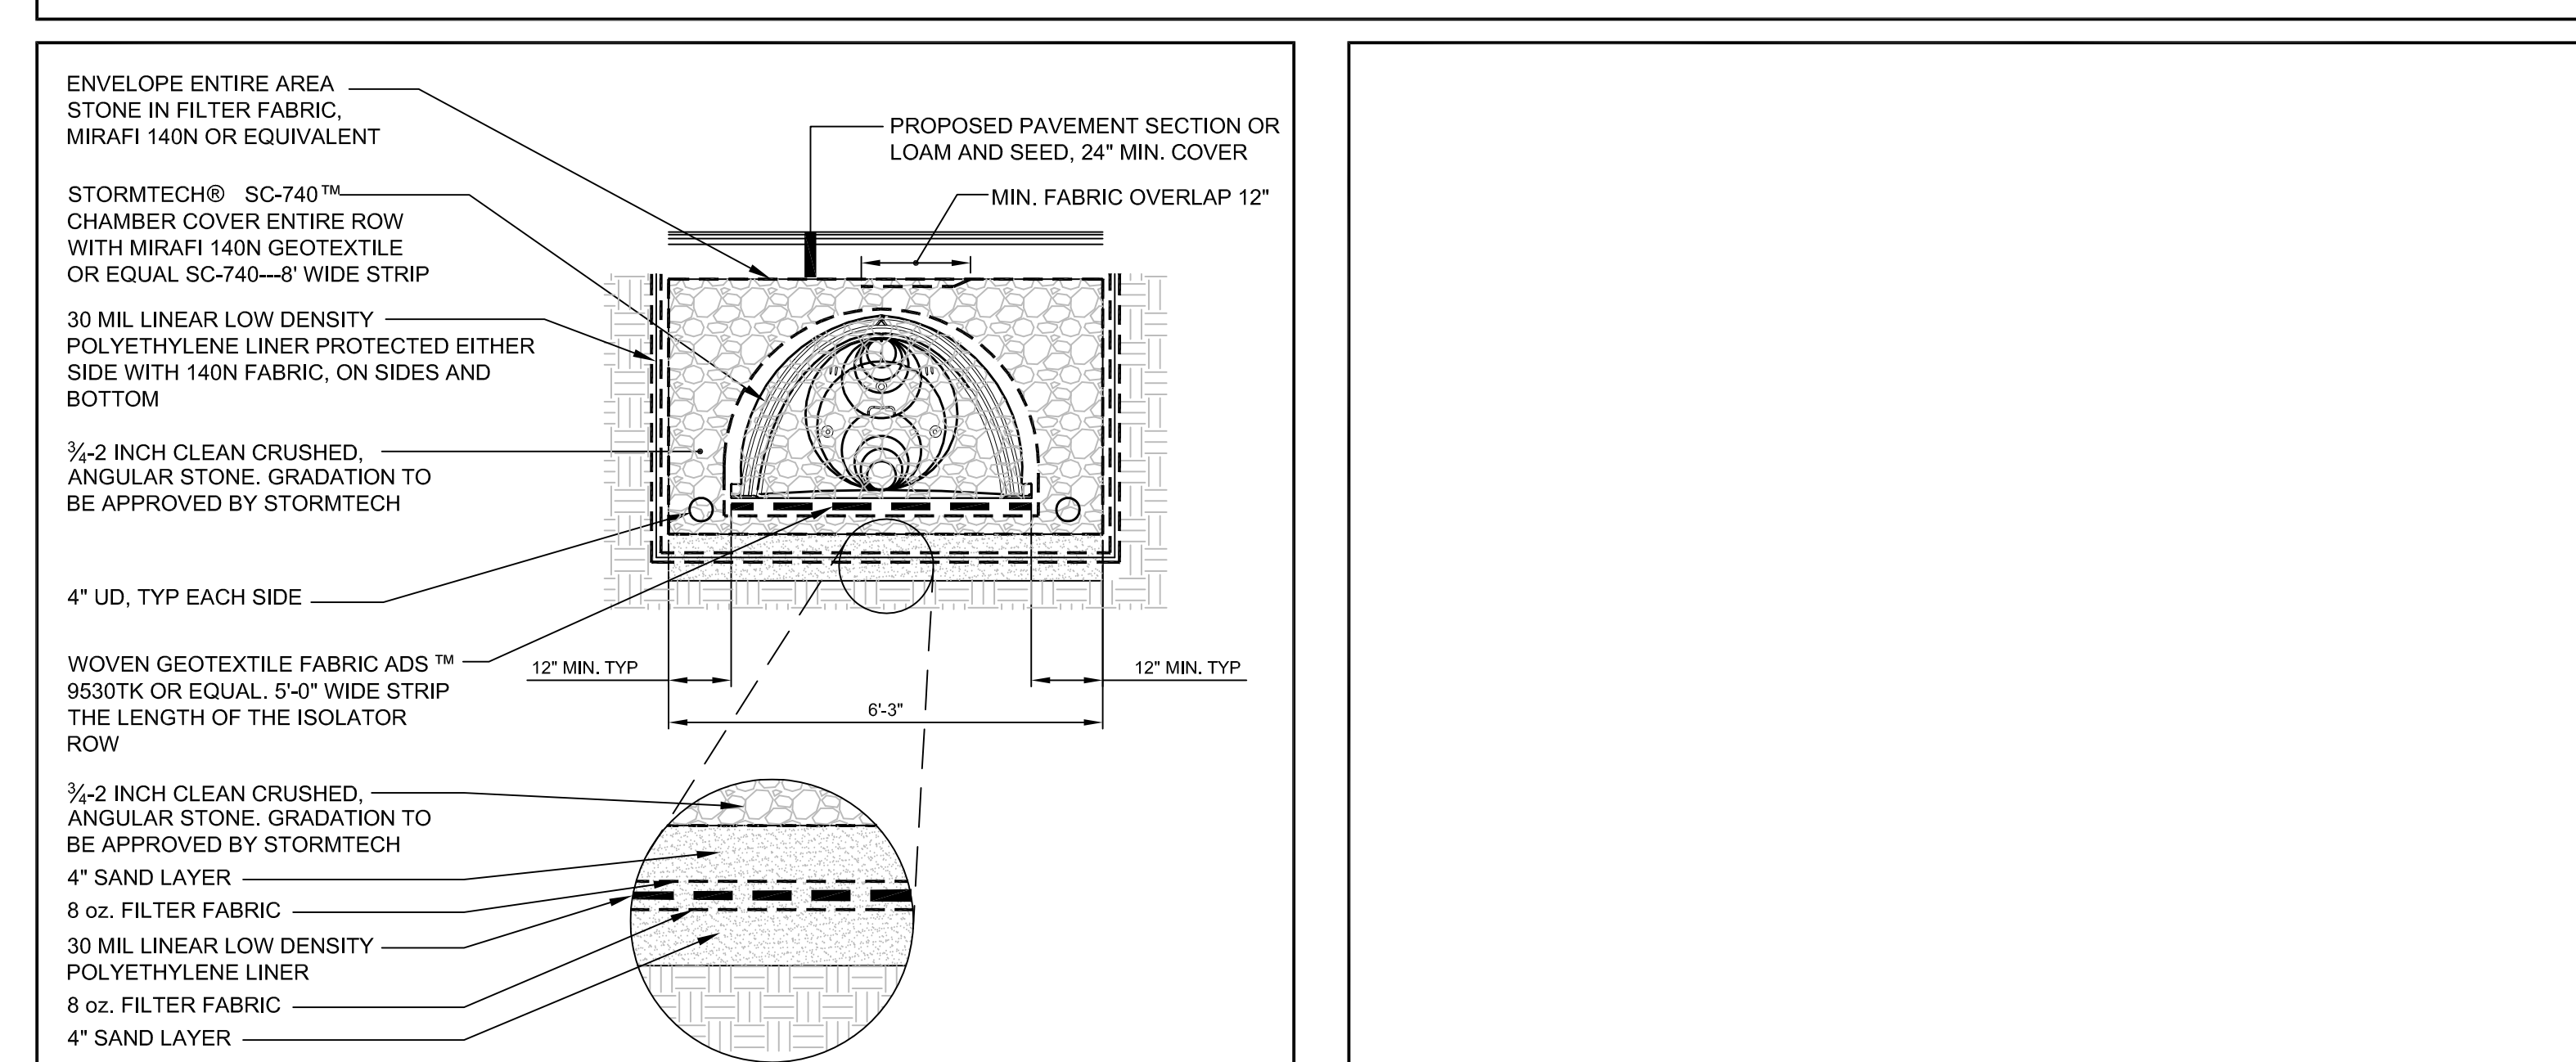 ENVELOPE ENTIRE AREA
STONE IN FILTER FABRIC,
MIRAFI 140N OR EQUIVALENT
PROPOSED PAVEMENT SECTION OR
LOAM AND SEED, 24" MIN. COVER
MIN. FABRIC OVERLAP 12"
STORMTECH® SC-740™
CHAMBER COVER ENTIRE ROW
WITH MIRAFI 140N GEOTEXTILE
OR EQUAL SC-740---8' WIDE STRIP
30 MIL LINEAR LOW DENSITY
POLYETHYLENE LINER PROTECTED EITHER
SIDE WITH 140N FABRIC, ON SIDES AND
BOTTOM
¾-2 INCH CLEAN CRUSHED,
ANGULAR STONE. GRADATION TO
BE APPROVED BY STORMTECH
4" UD, TYP EACH SIDE
WOVEN GEOTEXTILE FABRIC ADS ™
9530TK OR EQUAL. 5'-0" WIDE STRIP
THE LENGTH OF THE ISOLATOR
ROW
12" MIN. TYP
12" MIN. TYP
6'-3"
¾-2 INCH CLEAN CRUSHED,
ANGULAR STONE. GRADATION TO
BE APPROVED BY STORMTECH
4" SAND LAYER
8 oz. FILTER FABRIC
30 MIL LINEAR LOW DENSITY
POLYETHYLENE LINER
8 oz. FILTER FABRIC
4" SAND LAYER